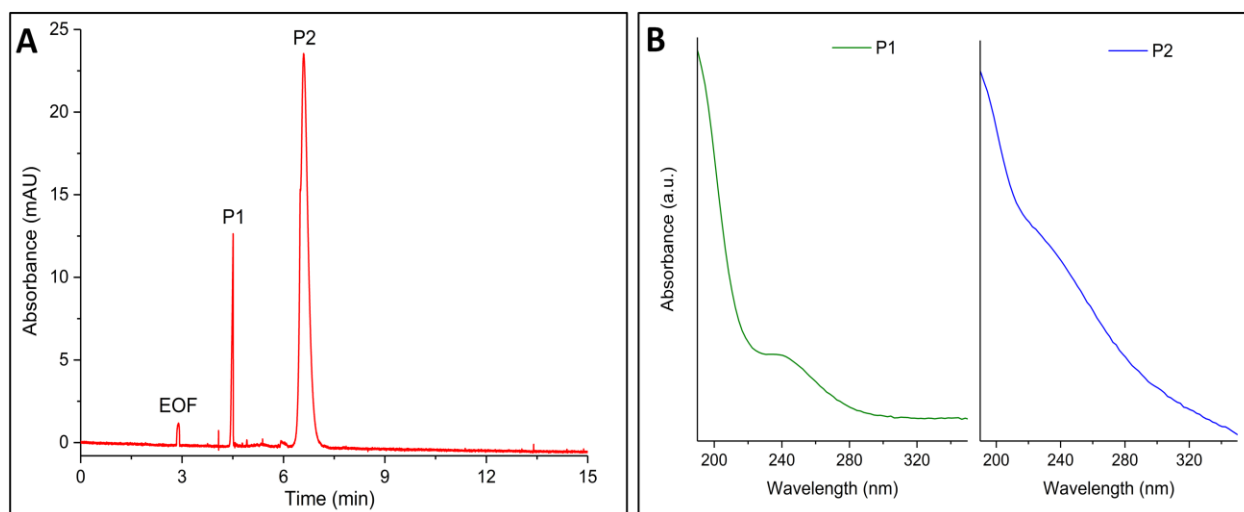 A
P2
P1
EOF
Absorbance (mAU)
25
20
15
10
5
0
0 3 6 9 12 15
Time (min)
B
P1
P2
Absorbance (a.u.)
200 240 280 320
200 240 280 320
Wavelength (nm)
Wavelength (nm)